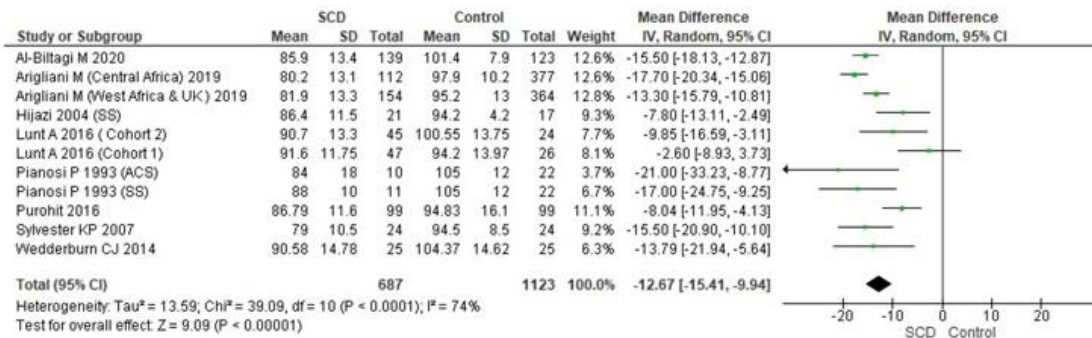 SCD Control Mean Difference Mean Difference
Study or Subgroup Mean SD Total Mean SD Total Weight IV, Random, 95% CI IV, Random, 95% CI
Al-Biltagi M 2020 85.9 13.4 139 101.4 7.9 123 12.6% -15.50 [-18.13, -12.87]
Arigliani M (Central Africa) 2019 80.2 13.1 112 97.9 10.2 377 12.6% -17.70 [-20.34, -15.06]
Arigliani M (West Africa & UK) 2019 81.9 13.3 154 95.2 13 364 12.8% -13.30 [-15.79, -10.81]
Hijazi 2004 (SS) 86.4 11.5 21 94.2 4.2 17 9.3% -7.80 [-13.11, -2.49]
Lunt A 2016 ( Cohort 2) 90.7 13.3 45 100.55 13.75 24 7.7% -9.85 [-16.59, -3.11]
Lunt A 2016 (Cohort 1) 91.6 11.75 47 94.2 13.97 26 8.1% -2.60 [-8.93, 3.73]
Pianosi P 1993 (ACS) 84 18 10 105 12 22 3.7% -21.00 [-33.23, -8.77]
Pianosi P 1993 (SS) 88 10 11 105 12 22 6.7% -17.00 [-24.75, -9.25]
Purohit 2016 86.79 11.6 99 94.83 16.1 99 11.1% -8.04 [-11.95, -4.13]
Sylvester KP 2007 79 10.5 24 94.5 8.5 24 9.2% -15.50 [-20.90, -10.10]
Wedderburn CJ 2014 90.58 14.78 25 104.37 14.62 25 6.3% -13.79 [-21.94, -5.64]
Total (95% CI) 687 1123 100.0% -12.67 [-15.41, -9.94]
Heterogeneity: Tau² = 13.59; Chi² = 39.09, df = 10 (P < 0.0001); I² = 74%
Test for overall effect: Z = 9.09 (P < 0.00001)
-20 -10 0 10 20
SCD Control